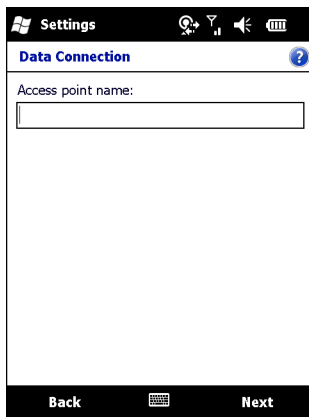 Settings
Data Connection
?
Access point name:
Back
Next